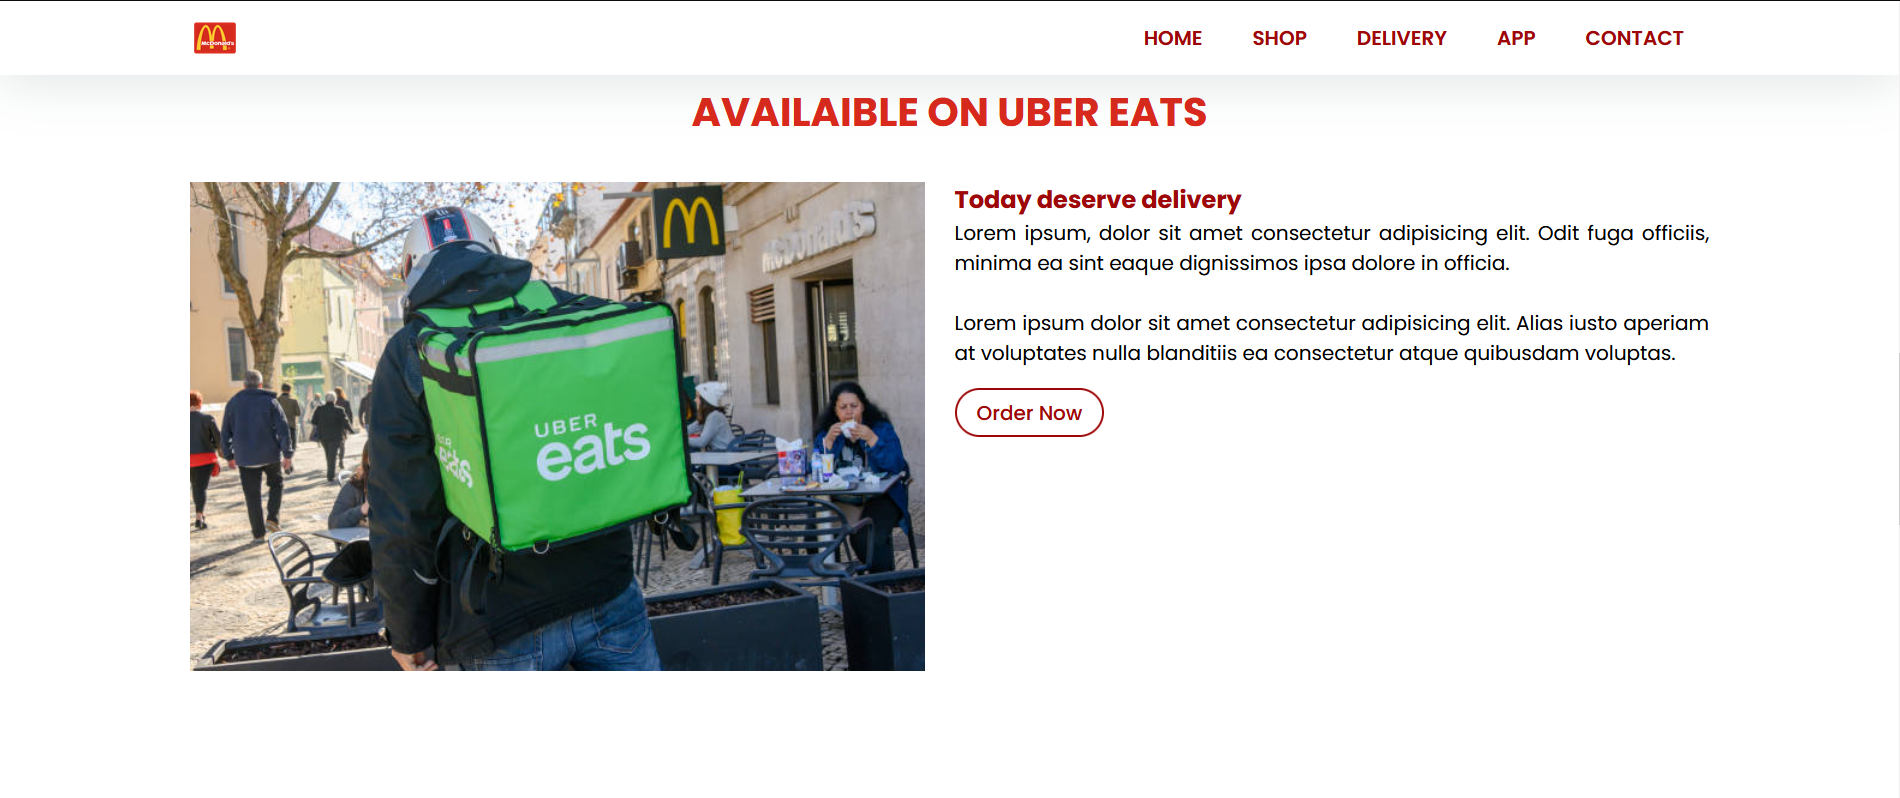 McDonald's
HOME SHOP DELIVERY APP CONTACT
AVAILAIBLE ON UBER EATS
McDonald's
UBER
eats
Today deserve delivery
Lorem ipsum, dolor sit amet consectetur adipisicing elit. Odit fuga officiis,
minima ea sint eaque dignissimos ipsa dolore in officia.
Lorem ipsum dolor sit amet consectetur adipisicing elit. Alias iusto aperiam
at voluptates nulla blanditiis ea consectetur atque quibusdam voluptas.
Order Now